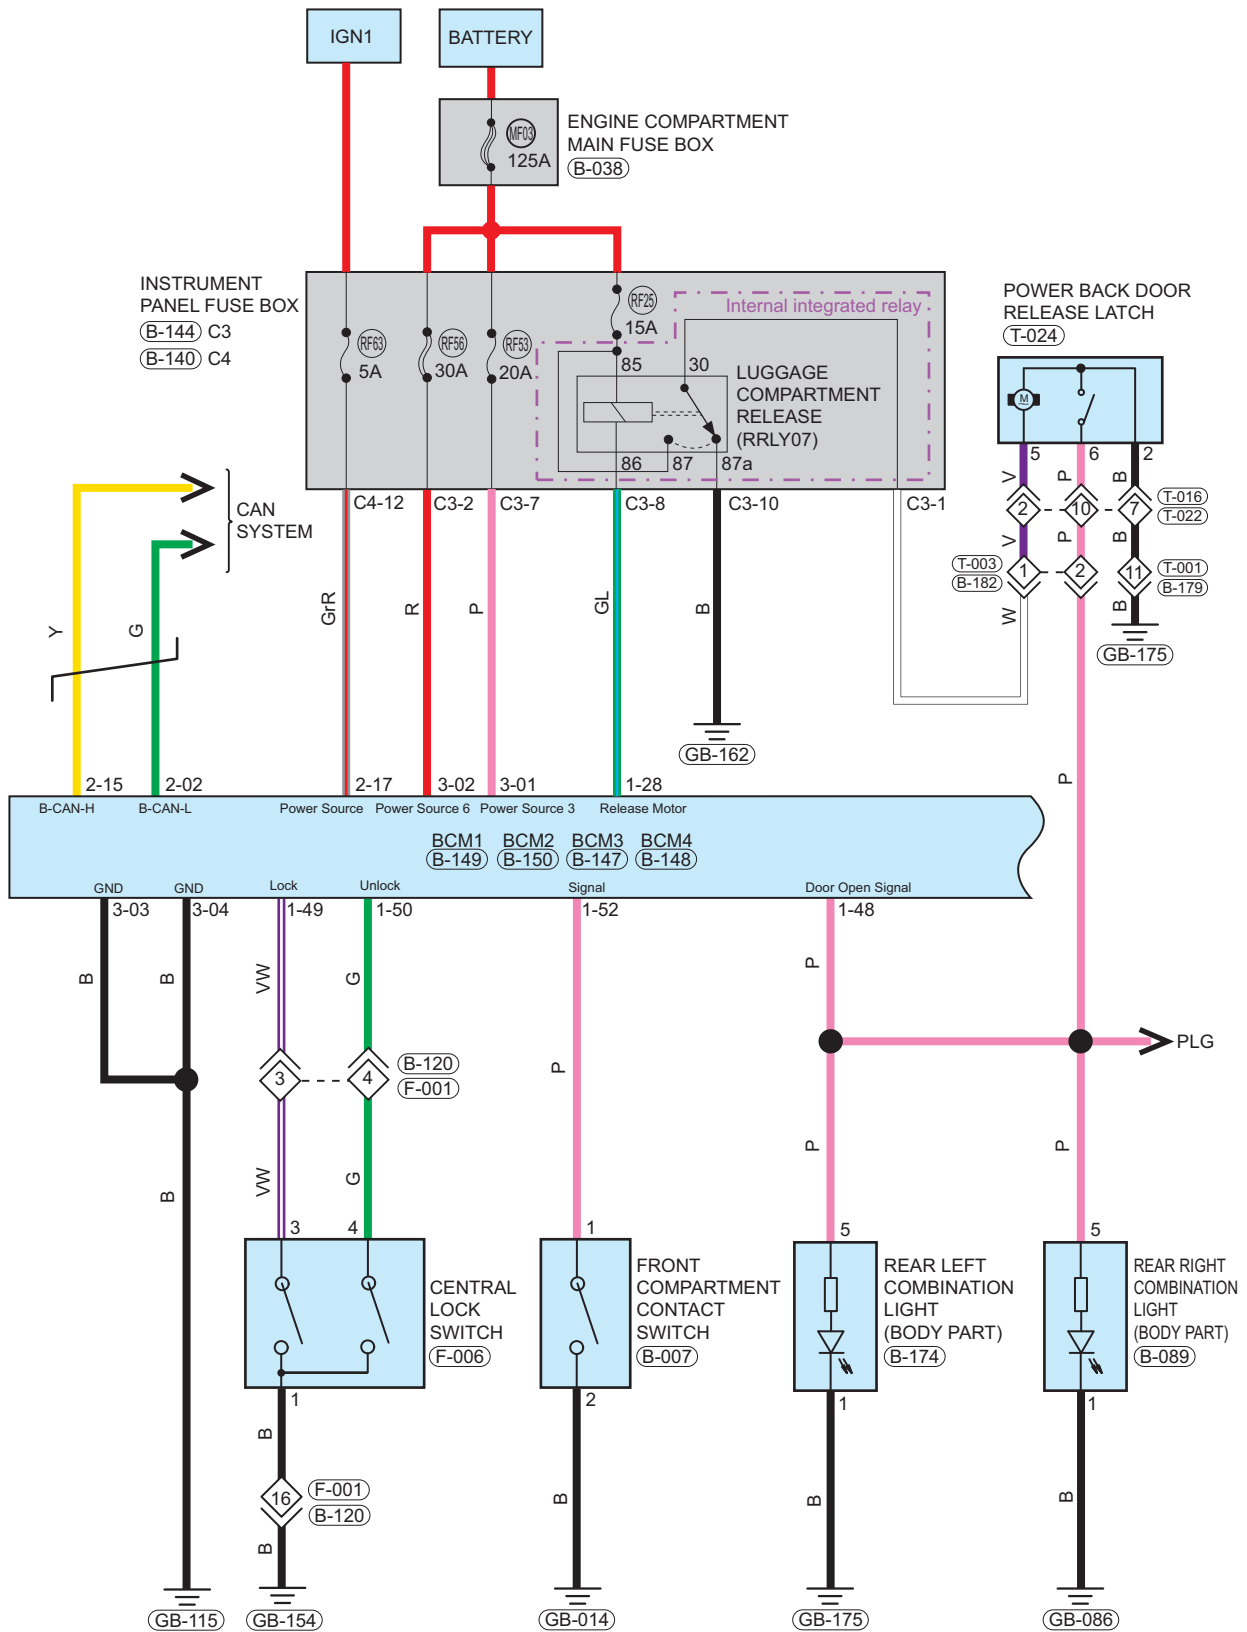 IGN1
BATTERY
MF03
125A
ENGINE COMPARTMENT
MAIN FUSE BOX
B-038
INSTRUMENT
PANEL FUSE BOX
B-144 C3
B-140 C4
RF63
5A
RF56
30A
RF53
20A
RF25
15A
Internal integrated relay
85
30
LUGGAGE
COMPARTMENT
RELEASE
(RRLY07)
86
87
87a
POWER BACK DOOR
RELEASE LATCH
T-024
M
5
6
2
V
P
B
2
10
7
T-016
T-022
V
P
B
T-003
B-182
1
2
11
T-001
B-179
W
B
GB-175
CAN
SYSTEM
C4-12
C3-2
C3-7
C3-8
C3-10
C3-1
Y
G
GrR
R
P
GL
B
GB-162
P
2-15
2-02
2-17
3-02
3-01
1-28
B-CAN-H
B-CAN-L
Power Source
Power Source 6
Power Source 3
Release Motor
BCM1
BCM2
BCM3
BCM4
B-149
B-150
B-147
B-148
GND
GND
Lock
Unlock
Signal
Door Open Signal
3-03
3-04
1-49
1-50
1-52
1-48
B
B
VW
G
P
P
PLG
3
4
B-120
F-001
B
VW
G
P
P
3
4
1
5
5
CENTRAL
LOCK
SWITCH
F-006
FRONT
COMPARTMENT
CONTACT
SWITCH
B-007
REAR LEFT
COMBINATION
LIGHT
(BODY PART)
B-174
REAR RIGHT
COMBINATION
LIGHT
(BODY PART)
B-089
1
2
1
1
B
16
F-001
B-120
B
B
B
B
GB-115
GB-154
GB-014
GB-175
GB-086